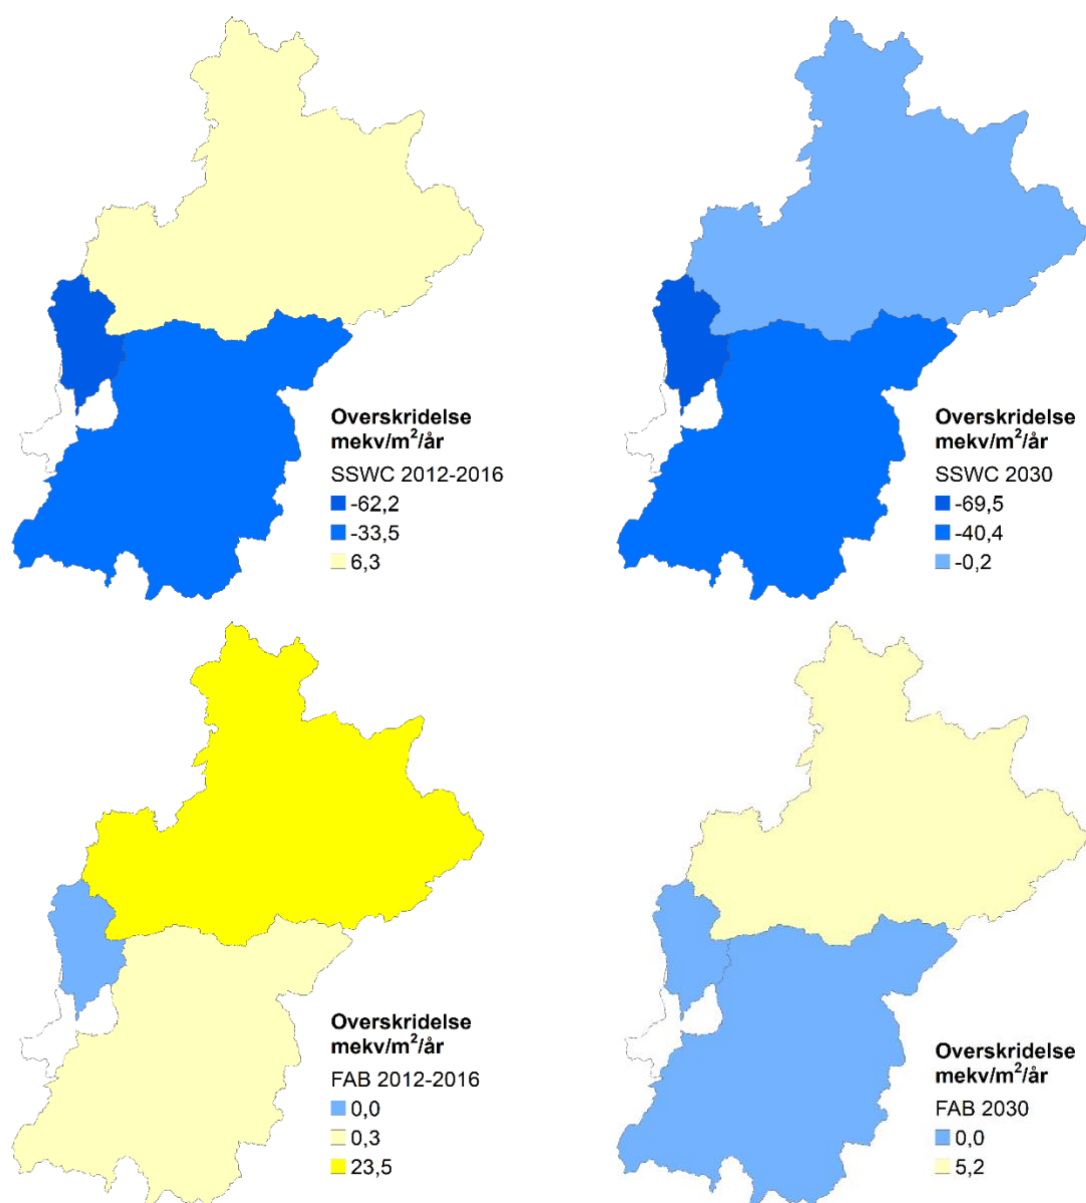 Overskridelse
mekv/m²/år
SSWC 2012-2016
-62,2
-33,5
6,3
Overskridelse
mekv/m²/år
SSWC 2030
-69,5
-40,4
-0,2
Overskridelse
mekv/m²/år
FAB 2012-2016
0,0
0,3
23,5
Overskridelse
mekv/m²/år
FAB 2030
0,0
5,2